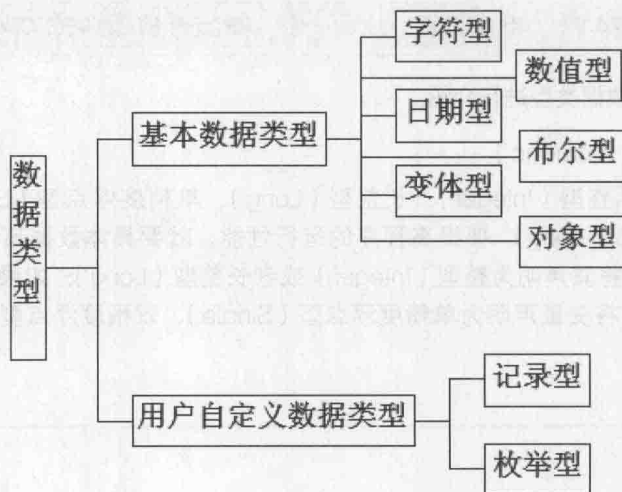 数据类型
基本数据类型
字符型
数值型
日期型
布尔型
变体型
对象型
用户自定义数据类型
记录型
枚举型